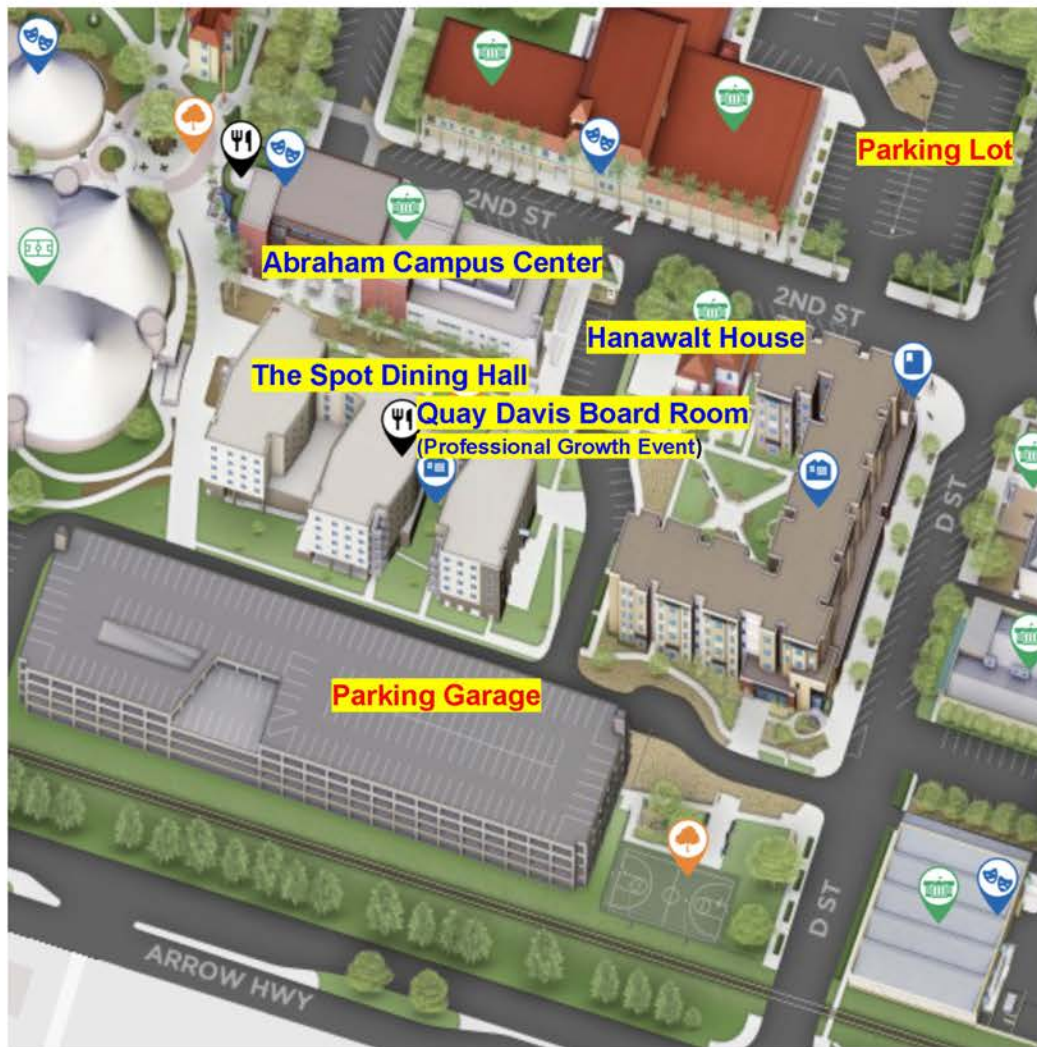 Parking Lot
2ND ST
Abraham Campus Center
2ND ST
Hanawalt House
The Spot Dining Hall
Quay Davis Board Room
(Professional Growth Event)
D ST
Parking Garage
D ST
ARROW HWY